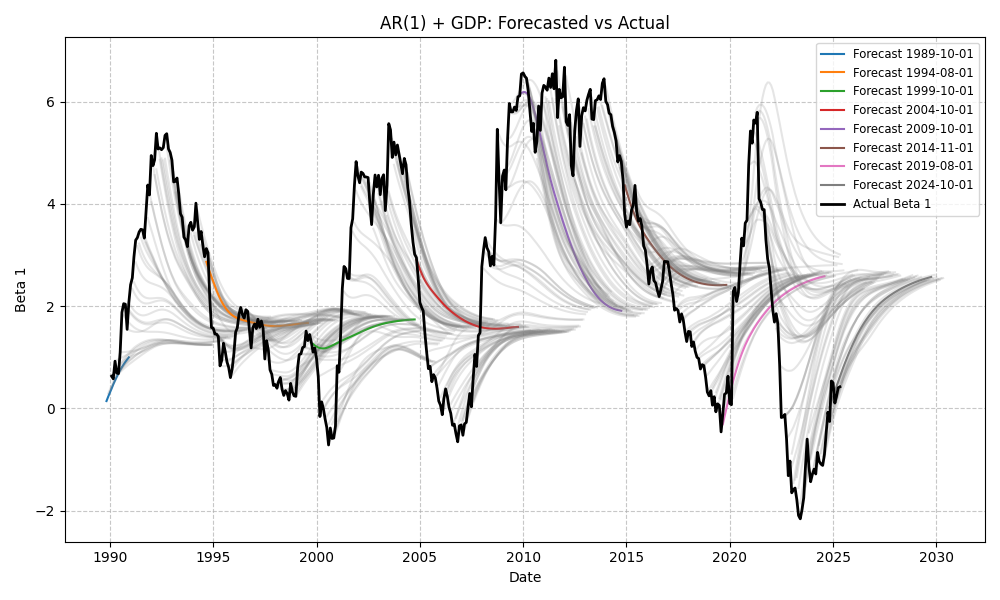 AR(1) + GDP: Forecasted vs Actual
Forecast 1989-10-01
Forecast 1994-08-01
Forecast 1999-10-01
Forecast 2004-10-01
Forecast 2009-10-01
Forecast 2014-11-01
Forecast 2019-08-01
Forecast 2024-10-01
Actual Beta 1
Beta 1
6
4
2
0
−2
1990 1995 2000 2005 2010 2015 2020 2025 2030
Date